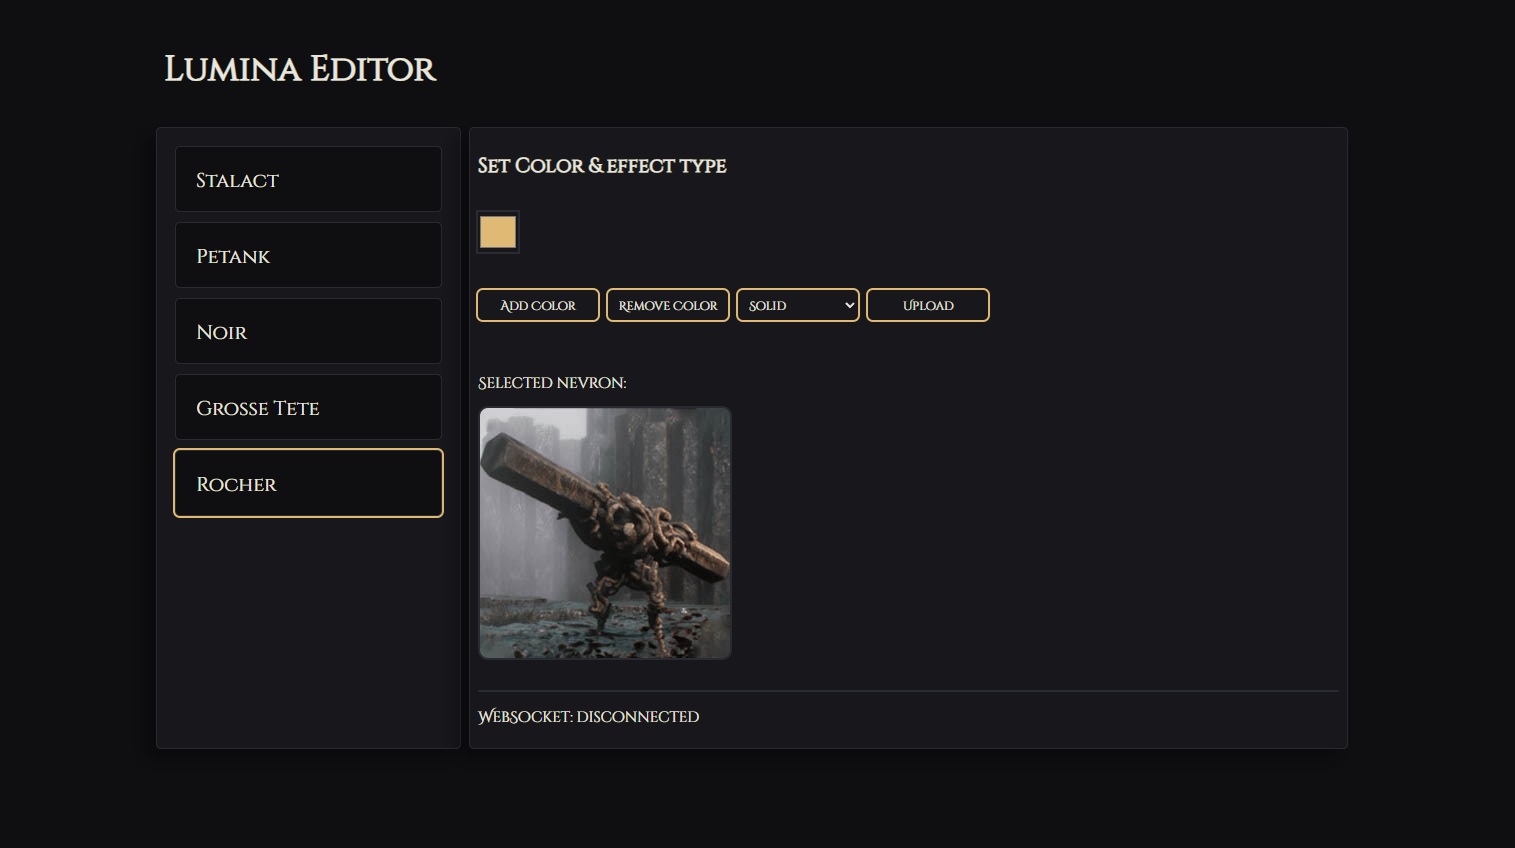 Lumina Editor
Stalact
Petank
Noir
Grosse Tete
Rocher
Set Color & effect type
Add color
Remove color
Solid
Upload
Selected nevron:
WebSocket: disconnected